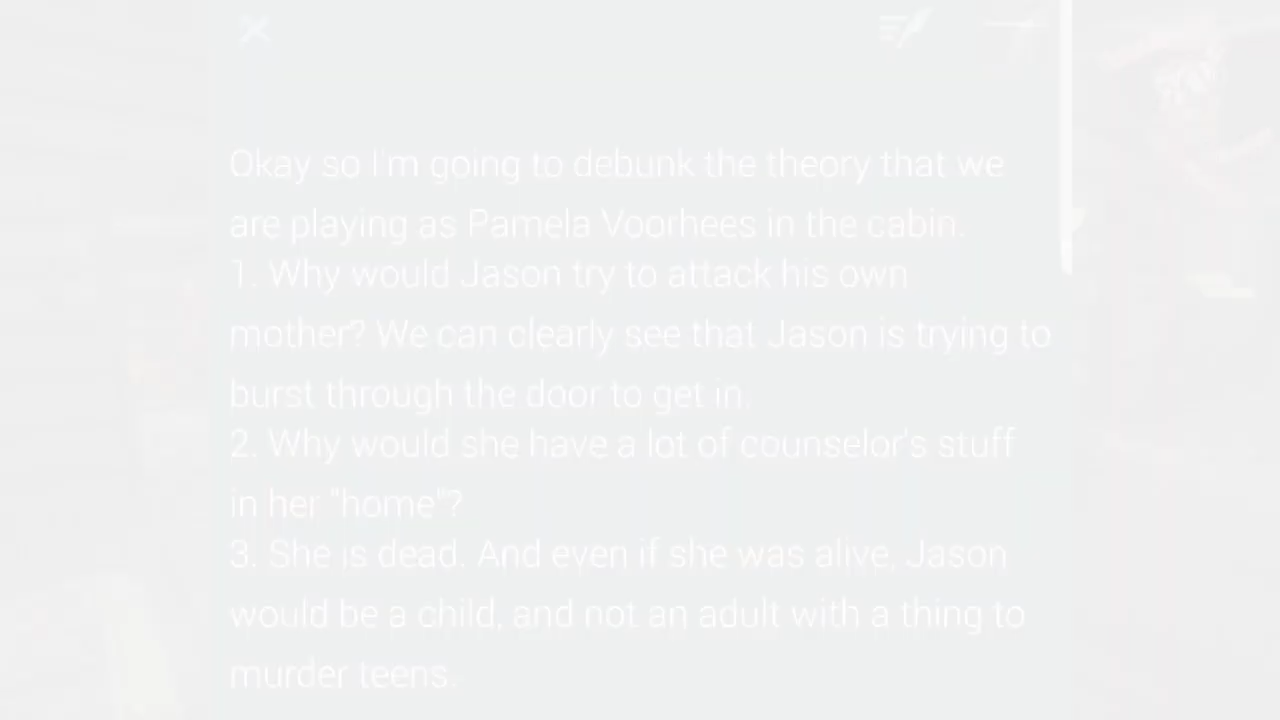 Okay so I'm going to debunk the theory that we
are playing as Pamela Voorhees in the cabin.
1. Why would Jason try to attack his own
mother? We can clearly see that Jason is trying to
burst through the door to get in.
2. Why would she have a lot of counselor's stuff
in her "home"?
3. She is dead. And even if she was alive, Jason
would be a child, and not an adult with a thing to
murder teens.